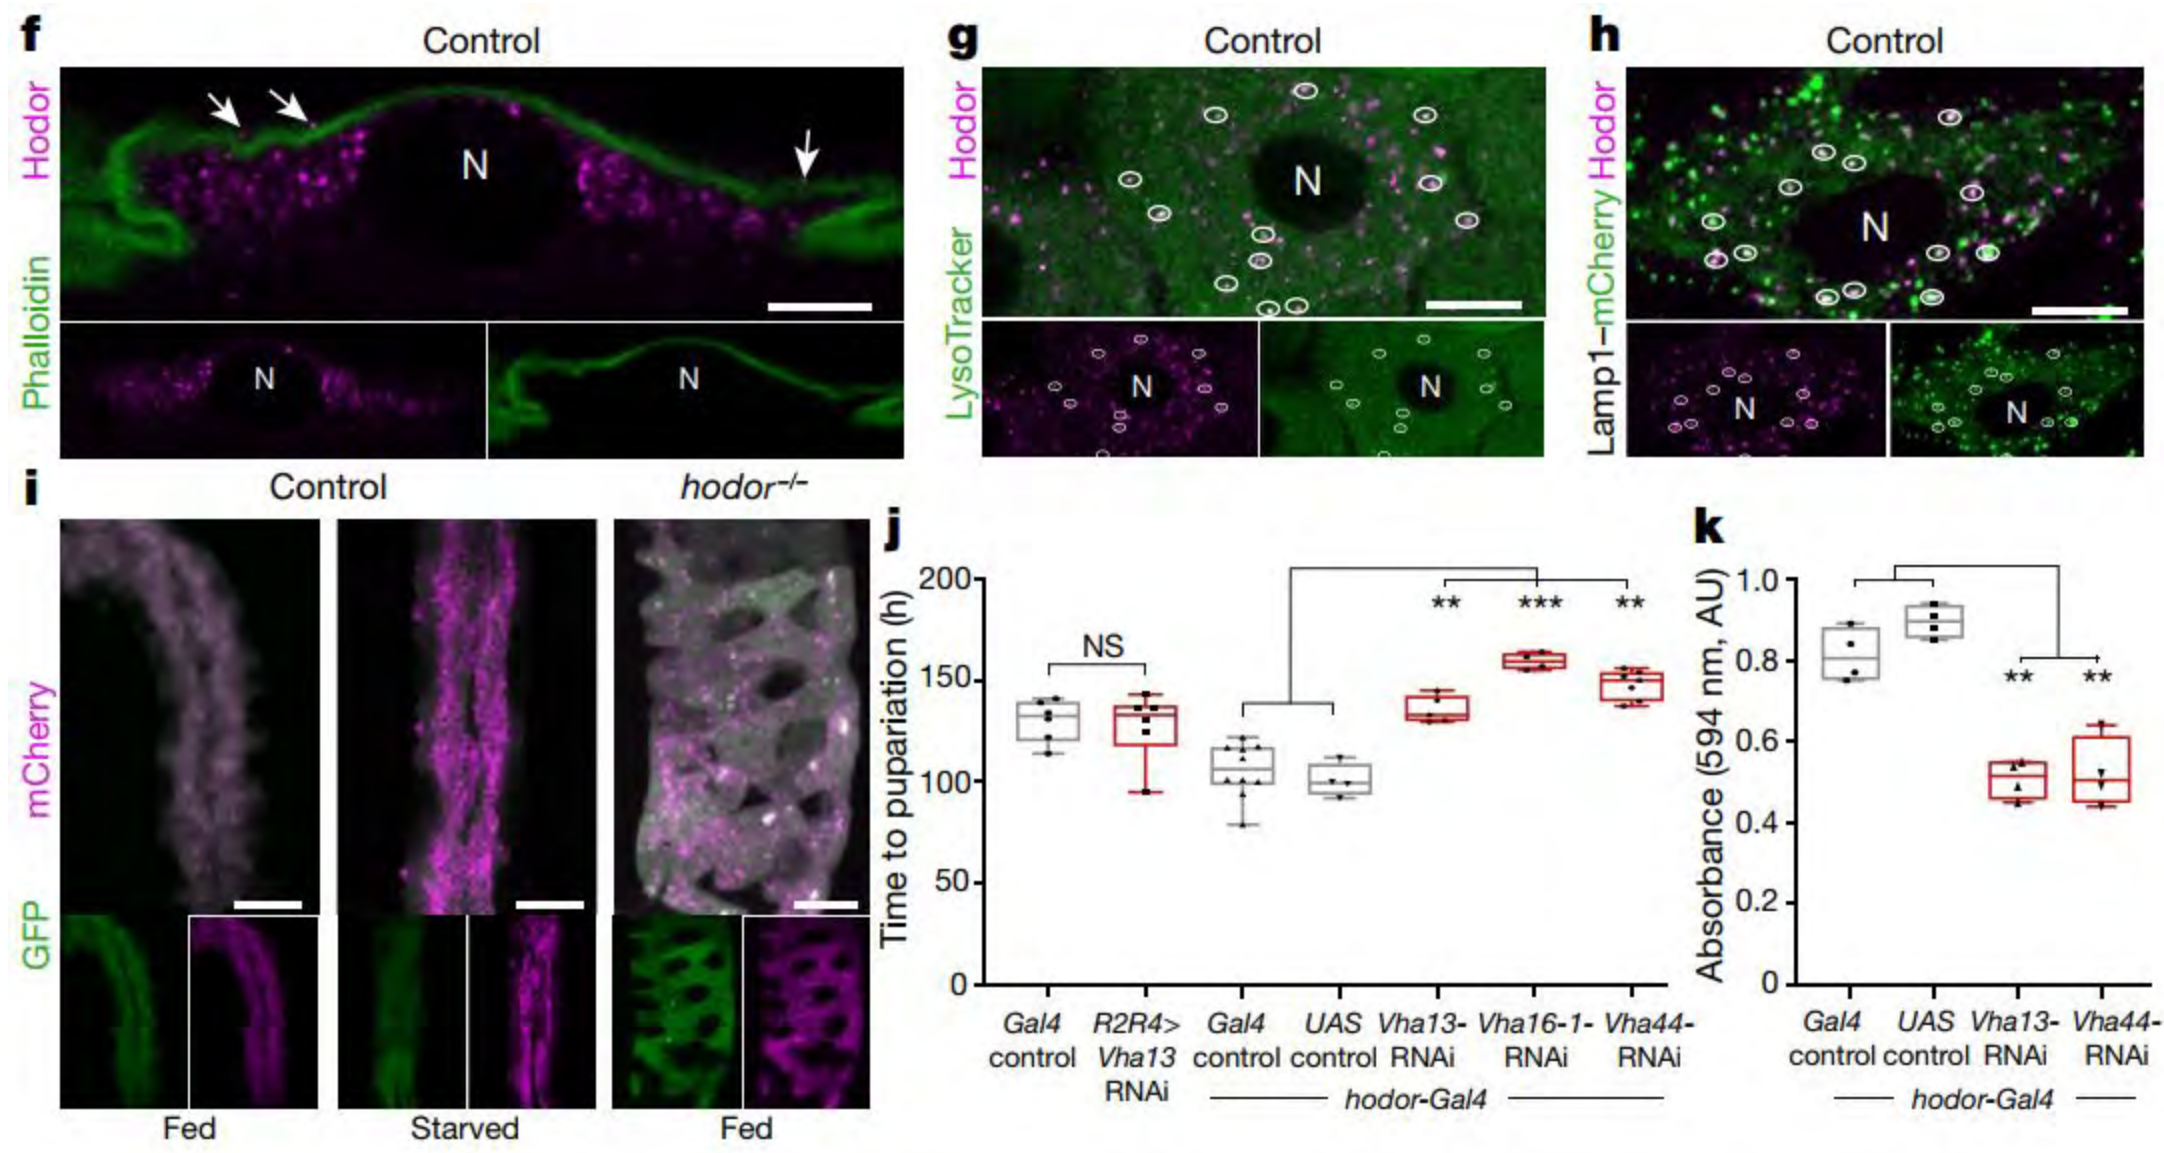 f
Control
Hodor
Phalloidin
N
N
N
g
Control
Hodor
LysoTracker
N
N
N
h
Control
Lamp1–mCherry Hodor
N
N
N
i
Control
hodor–/–
mCherry
GFP
Fed
Starved
Fed
j
Time to pupariation (h)
200
150
100
50
0
NS
**
***
**
Gal4 control
R2R4> Vha13 RNAi
Gal4 control
UAS control
Vha13- RNAi
Vha16-1- RNAi
Vha44- RNAi
hodor-Gal4
k
Absorbance (594 nm, AU)
1.0
0.8
0.6
0.4
0.2
0
**
**
Gal4 control
UAS control
Vha13- RNAi
Vha44- RNAi
hodor-Gal4